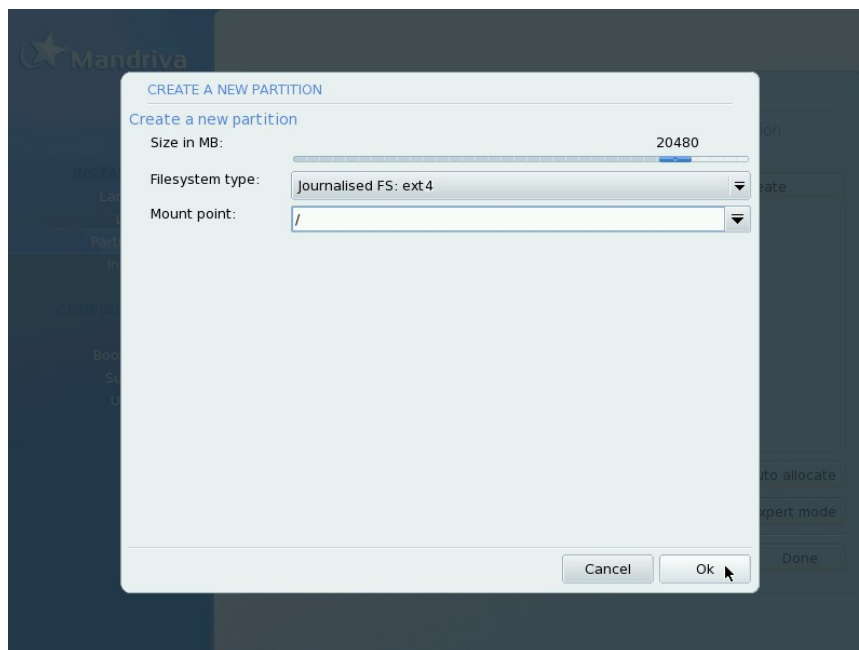 Mandriva
CREATE A NEW PARTITION
Create a new partition
Size in MB:
20480
Filesystem type:
Journalised FS: ext4
Mount point:
/
Cancel
Ok
Done